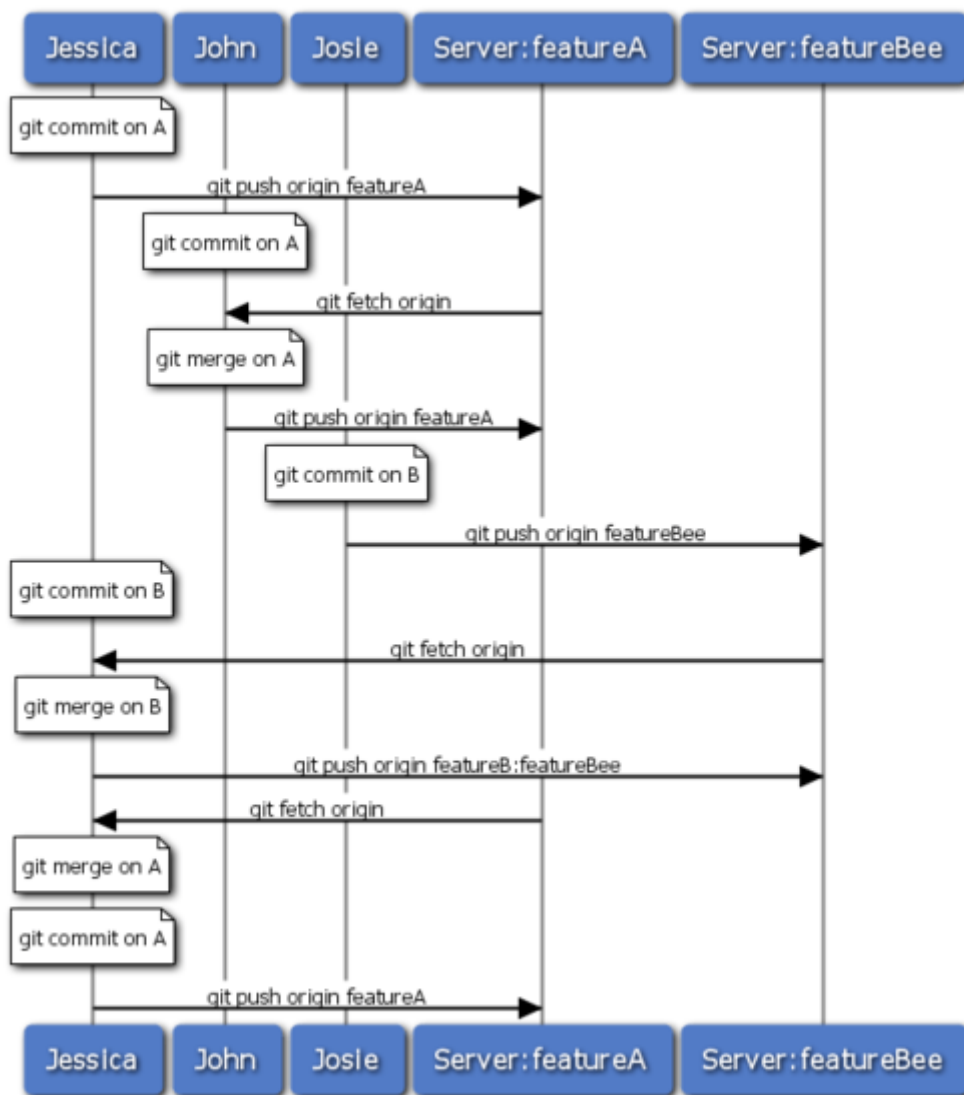 Jessica John Josie Server:featureA Server:featureBee
git commit on A
git push origin featureA
git commit on A
git fetch origin
git merge on A
git push origin featureA
git commit on B
git push origin featureBee
git commit on B
git fetch origin
git merge on B
git push origin featureB:featureBee
git fetch origin
git merge on A
git commit on A
git push origin featureA
Jessica John Josie Server:featureA Server:featureBee